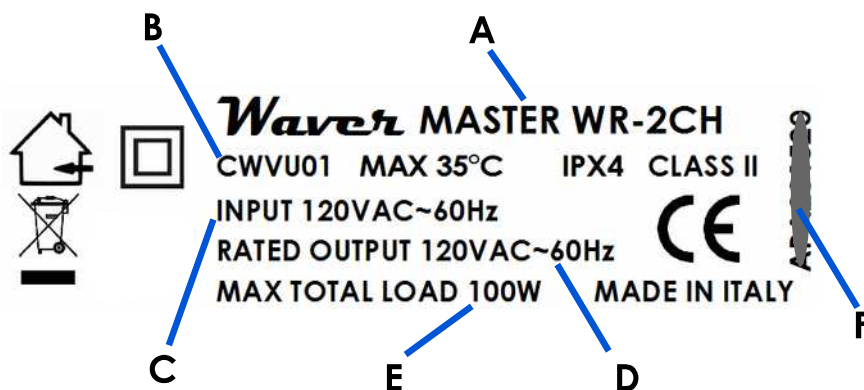 B
A
Waver MASTER WR-2CH
CWVU01 MAX 35°C IPX4 CLASS II
INPUT 120VAC~60Hz
RATED OUTPUT 120VAC~60Hz
CE
MAX TOTAL LOAD 100W MADE IN ITALY
F
C
E
D